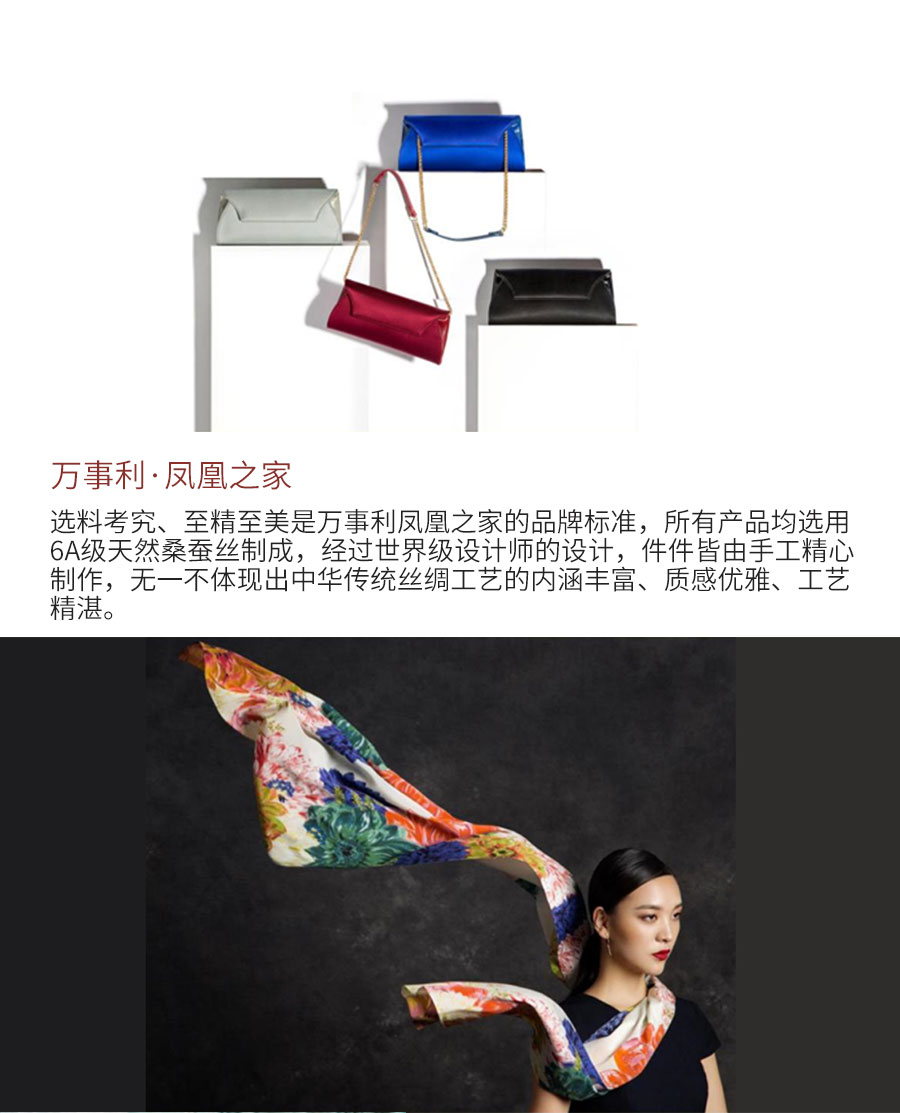 万事利·凤凰之家
选料考究、至精至美是万事利凤凰之家的品牌标准，所有产品均选用
6A级天然桑蚕丝制成，经过世界级设计师的设计，件件皆由手工精心
制作，无一不体现出中华传统丝绸工艺的内涵丰富、质感优雅、工艺
精湛。